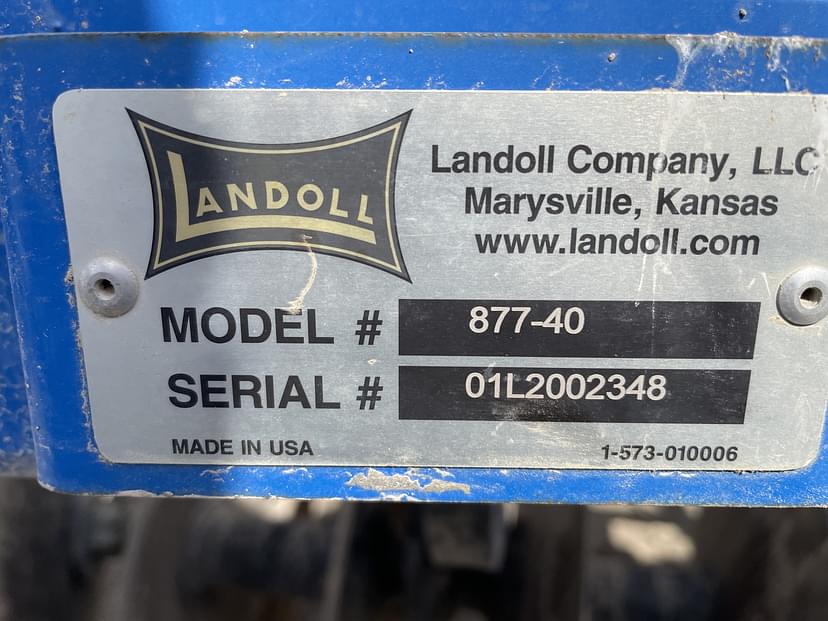 LANDOLL
Landoll Company, LLC
Marysville, Kansas
www.landoll.com
MODEL # 877-40
SERIAL # 01L2002348
MADE IN USA 1-573-010006